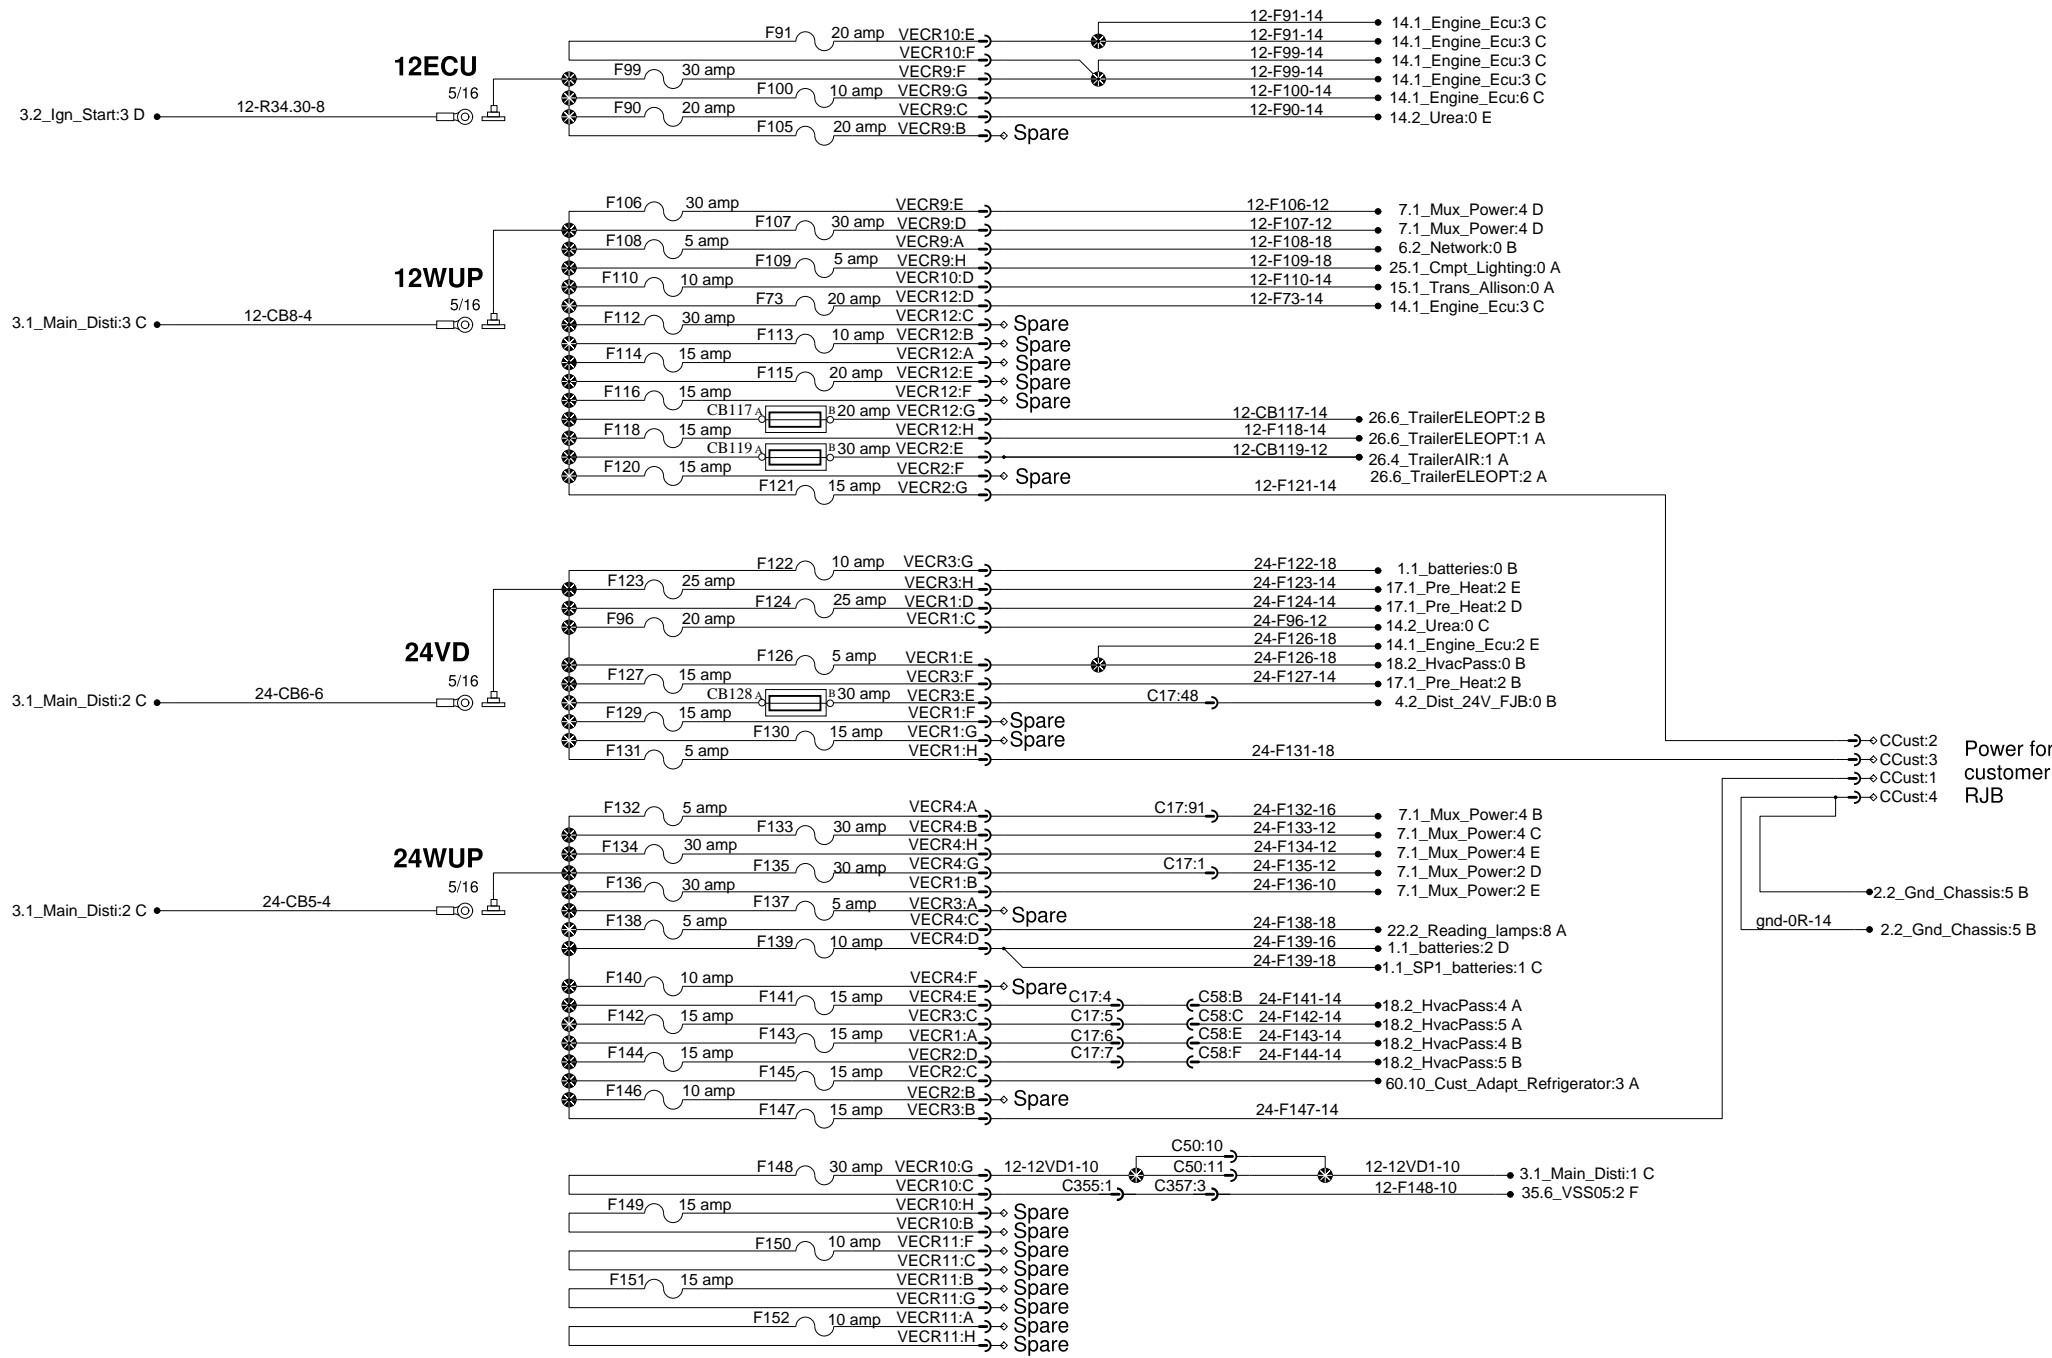 F91 20 amp VECR10:E 12-F91-14 14.1_Engine_Ecu:3 C
VECR10:F 12-F91-14 14.1_Engine_Ecu:3 C
12-F99-14 14.1_Engine_Ecu:3 C
12ECU F99 30 amp VECR9:F 12-F99-14 14.1_Engine_Ecu:3 C
5/16 F100 10 amp VECR9:G 12-F100-14 14.1_Engine_Ecu:6 C
3.2_Ign_Start:3 D 12-R34.30-8 F90 20 amp VECR9:C 12-F90-14 14.2_Urea:0 E
F105 20 amp VECR9:B Spare
F106 30 amp VECR9:E 12-F106-12 7.1_Mux_Power:4 D
F107 30 amp VECR9:D 12-F107-12 7.1_Mux_Power:4 D
F108 5 amp VECR9:A 12-F108-18 6.2_Network:0 B
F109 5 amp VECR9:H 12-F109-18 25.1_Cmpt_Lighting:0 A
12WUP F110 10 amp VECR10:D 12-F110-14 15.1_Trans_Allison:0 A
5/16 F73 20 amp VECR12:D 12-F73-14 14.1_Engine_Ecu:3 C
3.1_Main_Disti:3 C 12-CB8-4 F112 30 amp VECR12:C Spare
F113 10 amp VECR12:B Spare
F114 15 amp VECR12:A Spare
F115 20 amp VECR12:E Spare
F116 15 amp VECR12:F Spare
CB117 A B 20 amp VECR12:G 12-CB117-14 26.6_TrailerELEOPT:2 B
F118 15 amp VECR12:H 12-F118-14 26.6_TrailerELEOPT:1 A
CB119 A B 30 amp VECR2:E 12-CB119-12 26.4_TrailerAIR:1 A
F120 15 amp VECR2:F Spare 26.6_TrailerELEOPT:2 A
F121 15 amp VECR2:G 12-F121-14
F122 10 amp VECR3:G 24-F122-18 1.1_batteries:0 B
F123 25 amp VECR3:H 24-F123-14 17.1_Pre_Heat:2 E
F124 25 amp VECR1:D 24-F124-14 17.1_Pre_Heat:2 D
F96 20 amp VECR1:C 24-F96-12 14.2_Urea:0 C
24-F126-18 14.1_Engine_Ecu:2 E
24VD F126 5 amp VECR1:E 24-F126-18 18.2_HvacPass:0 B
5/16 F127 15 amp VECR3:F 24-F127-14 17.1_Pre_Heat:2 B
3.1_Main_Disti:2 C 24-CB6-6 CB128 A B 30 amp VECR3:E C17:48 4.2_Dist_24V_FJB:0 B
F129 15 amp VECR1:F Spare
F130 15 amp VECR1:G Spare CCust:2
F131 5 amp VECR1:H 24-F131-18 CCust:3
CCust:1
CCust:4
Power for
customer
RJB
F132 5 amp VECR4:A C17:91 24-F132-16 7.1_Mux_Power:4 B
F133 30 amp VECR4:B 24-F133-12 7.1_Mux_Power:4 C
24WUP F134 30 amp VECR4:H 24-F134-12 7.1_Mux_Power:4 E
F135 30 amp VECR4:G C17:1 24-F135-12 7.1_Mux_Power:2 D
5/16 F136 30 amp VECR1:B 24-F136-10 7.1_Mux_Power:2 E 2.2_Gnd_Chassis:5 B
3.1_Main_Disti:2 C 24-CB5-4 F137 5 amp VECR3:A Spare
F138 5 amp VECR4:C 24-F138-18 22.2_Reading_lamps:8 A gnd-0R-14 2.2_Gnd_Chassis:5 B
F139 10 amp VECR4:D 24-F139-16 1.1_batteries:2 D
24-F139-18 1.1_SP1_batteries:1 C
F140 10 amp VECR4:F Spare
F141 15 amp VECR4:E C17:4 C58:B 24-F141-14 18.2_HvacPass:4 A
F142 15 amp VECR3:C C17:5 C58:C 24-F142-14 18.2_HvacPass:5 A
F143 15 amp VECR1:A C17:6 C58:E 24-F143-14 18.2_HvacPass:4 B
F144 15 amp VECR2:D C17:7 C58:F 24-F144-14 18.2_HvacPass:5 B
F145 15 amp VECR2:C 60.10_Cust_Adapt_Refrigerator:3 A
F146 10 amp VECR2:B Spare
F147 15 amp VECR3:B 24-F147-14
C50:10
F148 30 amp VECR10:G 12-12VD1-10 C50:11 12-12VD1-10 3.1_Main_Disti:1 C
VECR10:C C355:1 C357:3 12-F148-10 35.6_VSS05:2 F
F149 15 amp VECR10:H Spare
VECR10:B Spare
F150 10 amp VECR11:F Spare
VECR11:C Spare
F151 15 amp VECR11:B Spare
VECR11:G Spare
F152 10 amp VECR11:A Spare
VECR11:H Spare